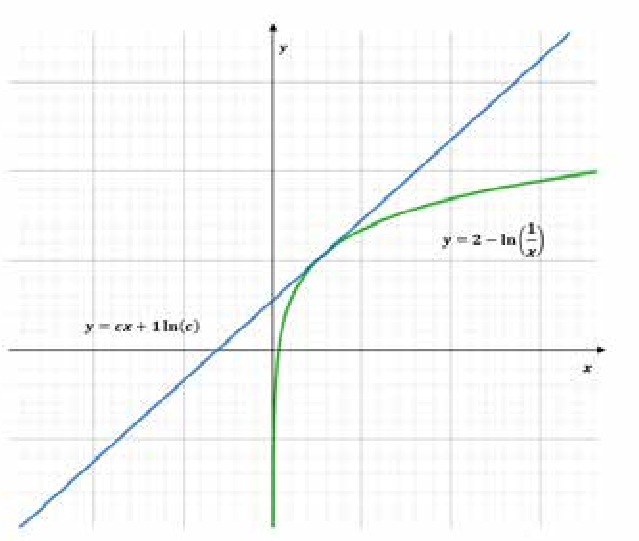 y
y = 2 − ln(1/x)
y = cx + 1 ln(c)
x